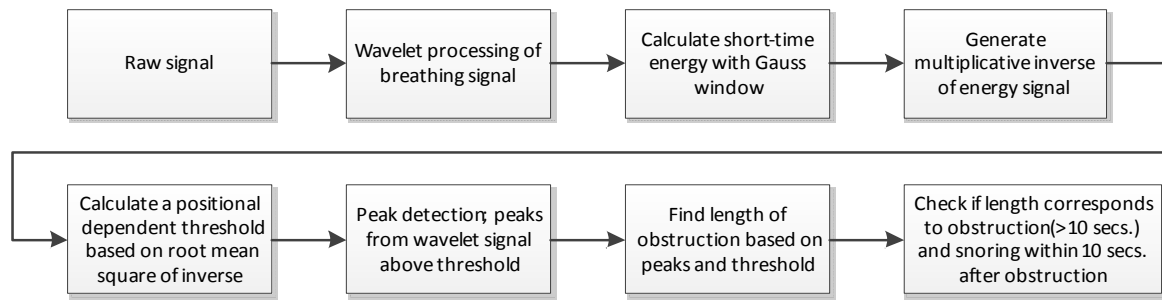 Raw signal
Wavelet processing of
breathing signal
Calculate short-time
energy with Gauss
window
Generate
multiplicative inverse
of energy signal
Calculate a positional
dependent threshold
based on root mean
square of inverse
Peak detection; peaks
from wavelet signal
above threshold
Find length of
obstruction based on
peaks and threshold
Check if length corresponds
to obstruction(>10 secs.)
and snoring within 10 secs.
after obstruction